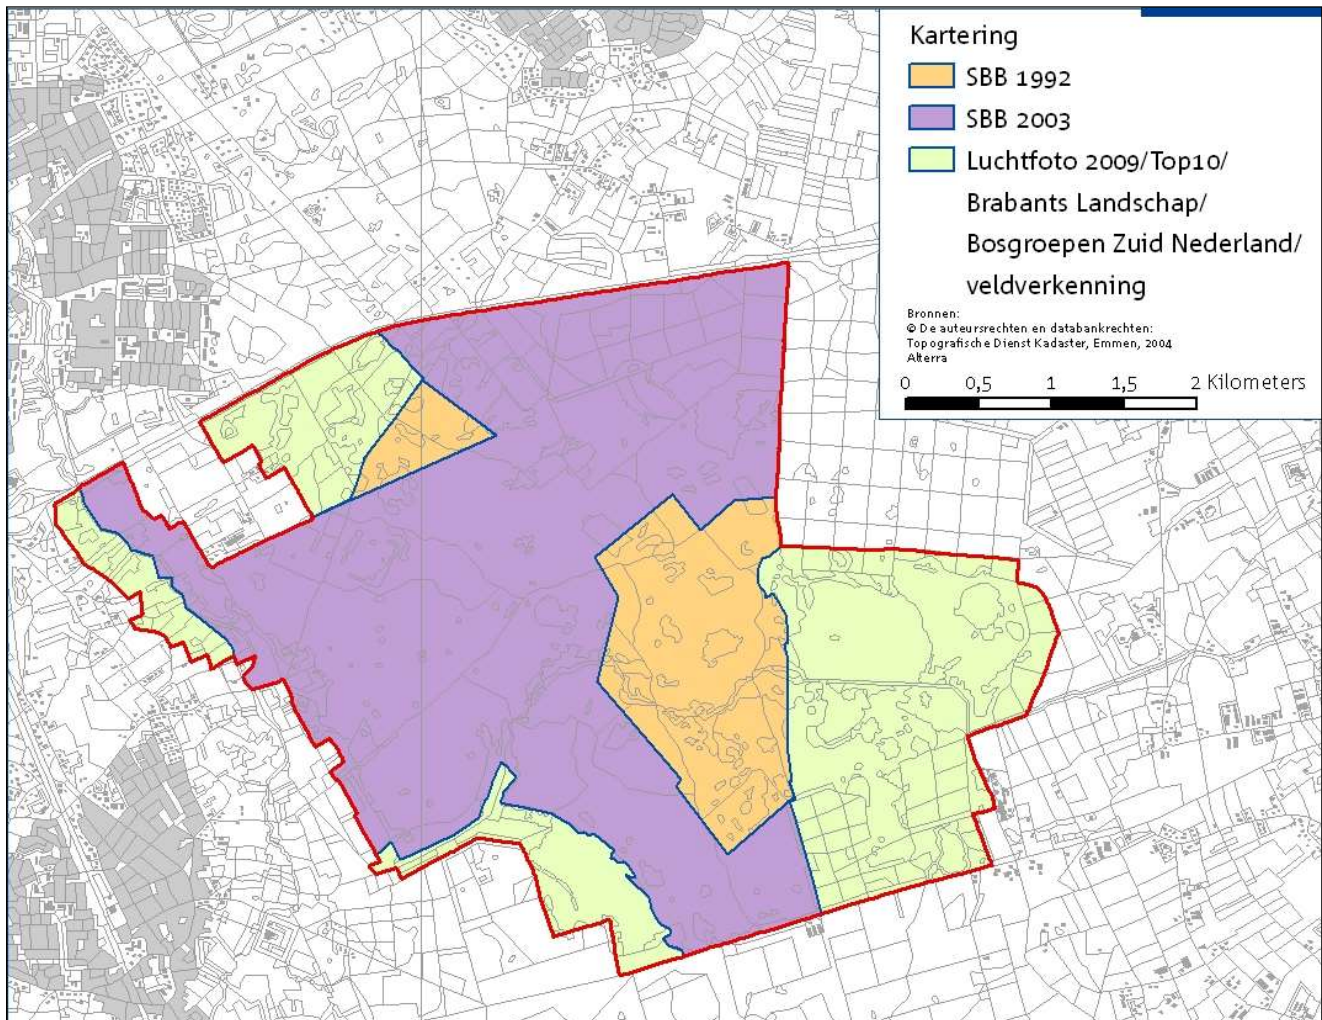 Kartering
SBB 1992
SBB 2003
Luchtfoto 2009/Top10/
Brabants Landschap/
Bosgroepen Zuid Nederland/
veldverkenning
Bronnen:
© De auteursrechten en databankrechten:
Topografische Dienst Kadaster, Emmen, 2004
Alterra
0 0,5 1 1,5 2 Kilometers